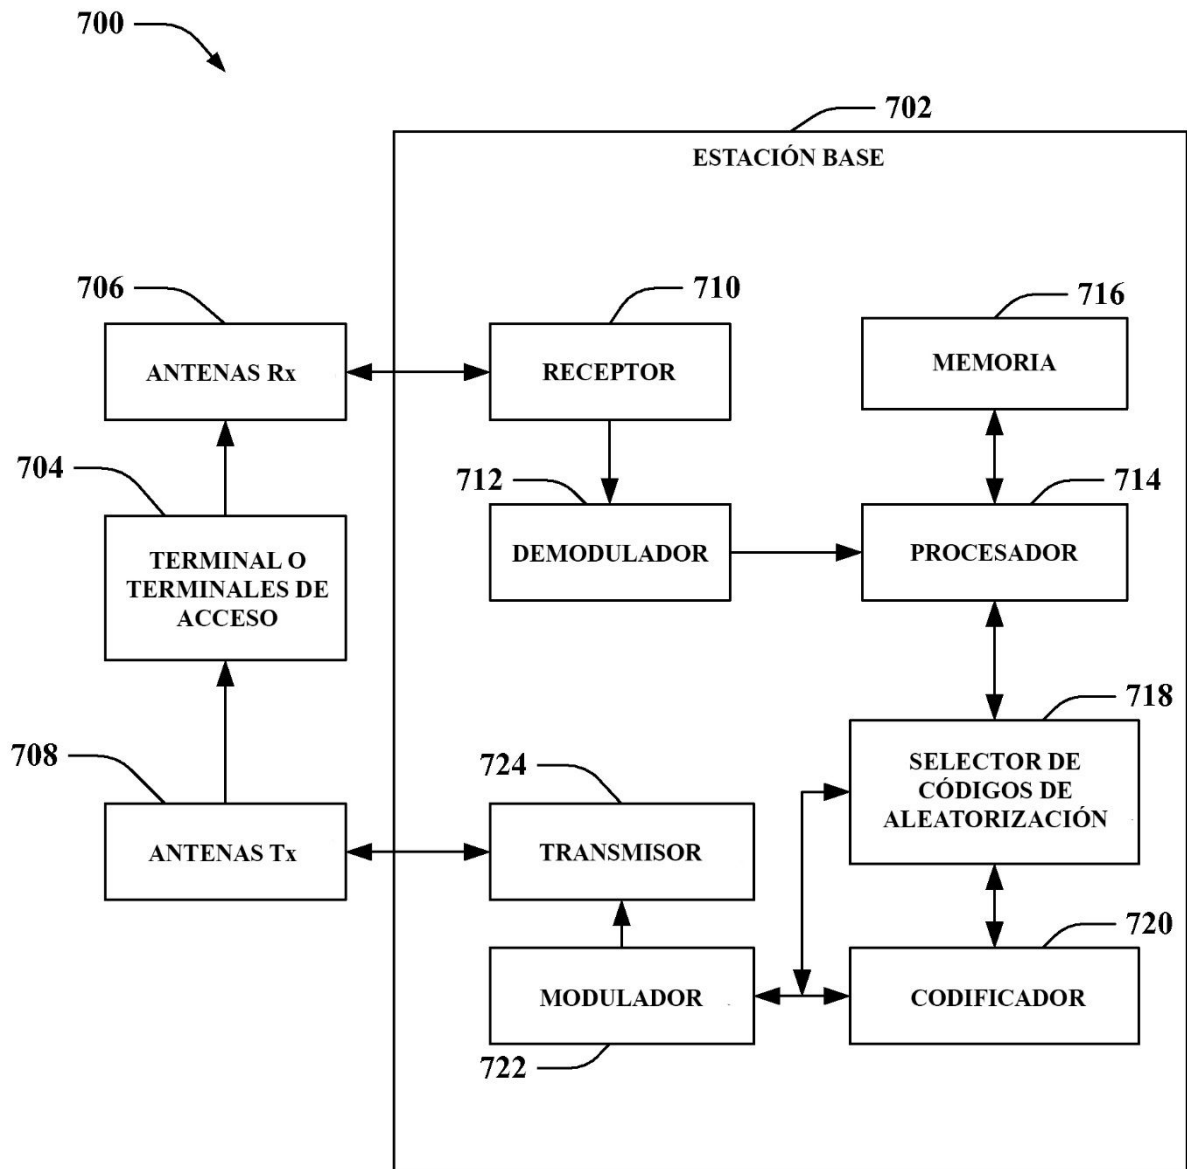 700
702
ESTACIÓN BASE
706
710
716
ANTENAS Rx
RECEPTOR
MEMORIA
704
712
714
TERMINAL O
TERMINALES DE
ACCESO
DEMODULADOR
PROCESADOR
718
708
724
SELECTOR DE
CÓDIGOS DE
ALEATORIZACIÓN
ANTENAS Tx
TRANSMISOR
720
MODULADOR
CODIFICADOR
722